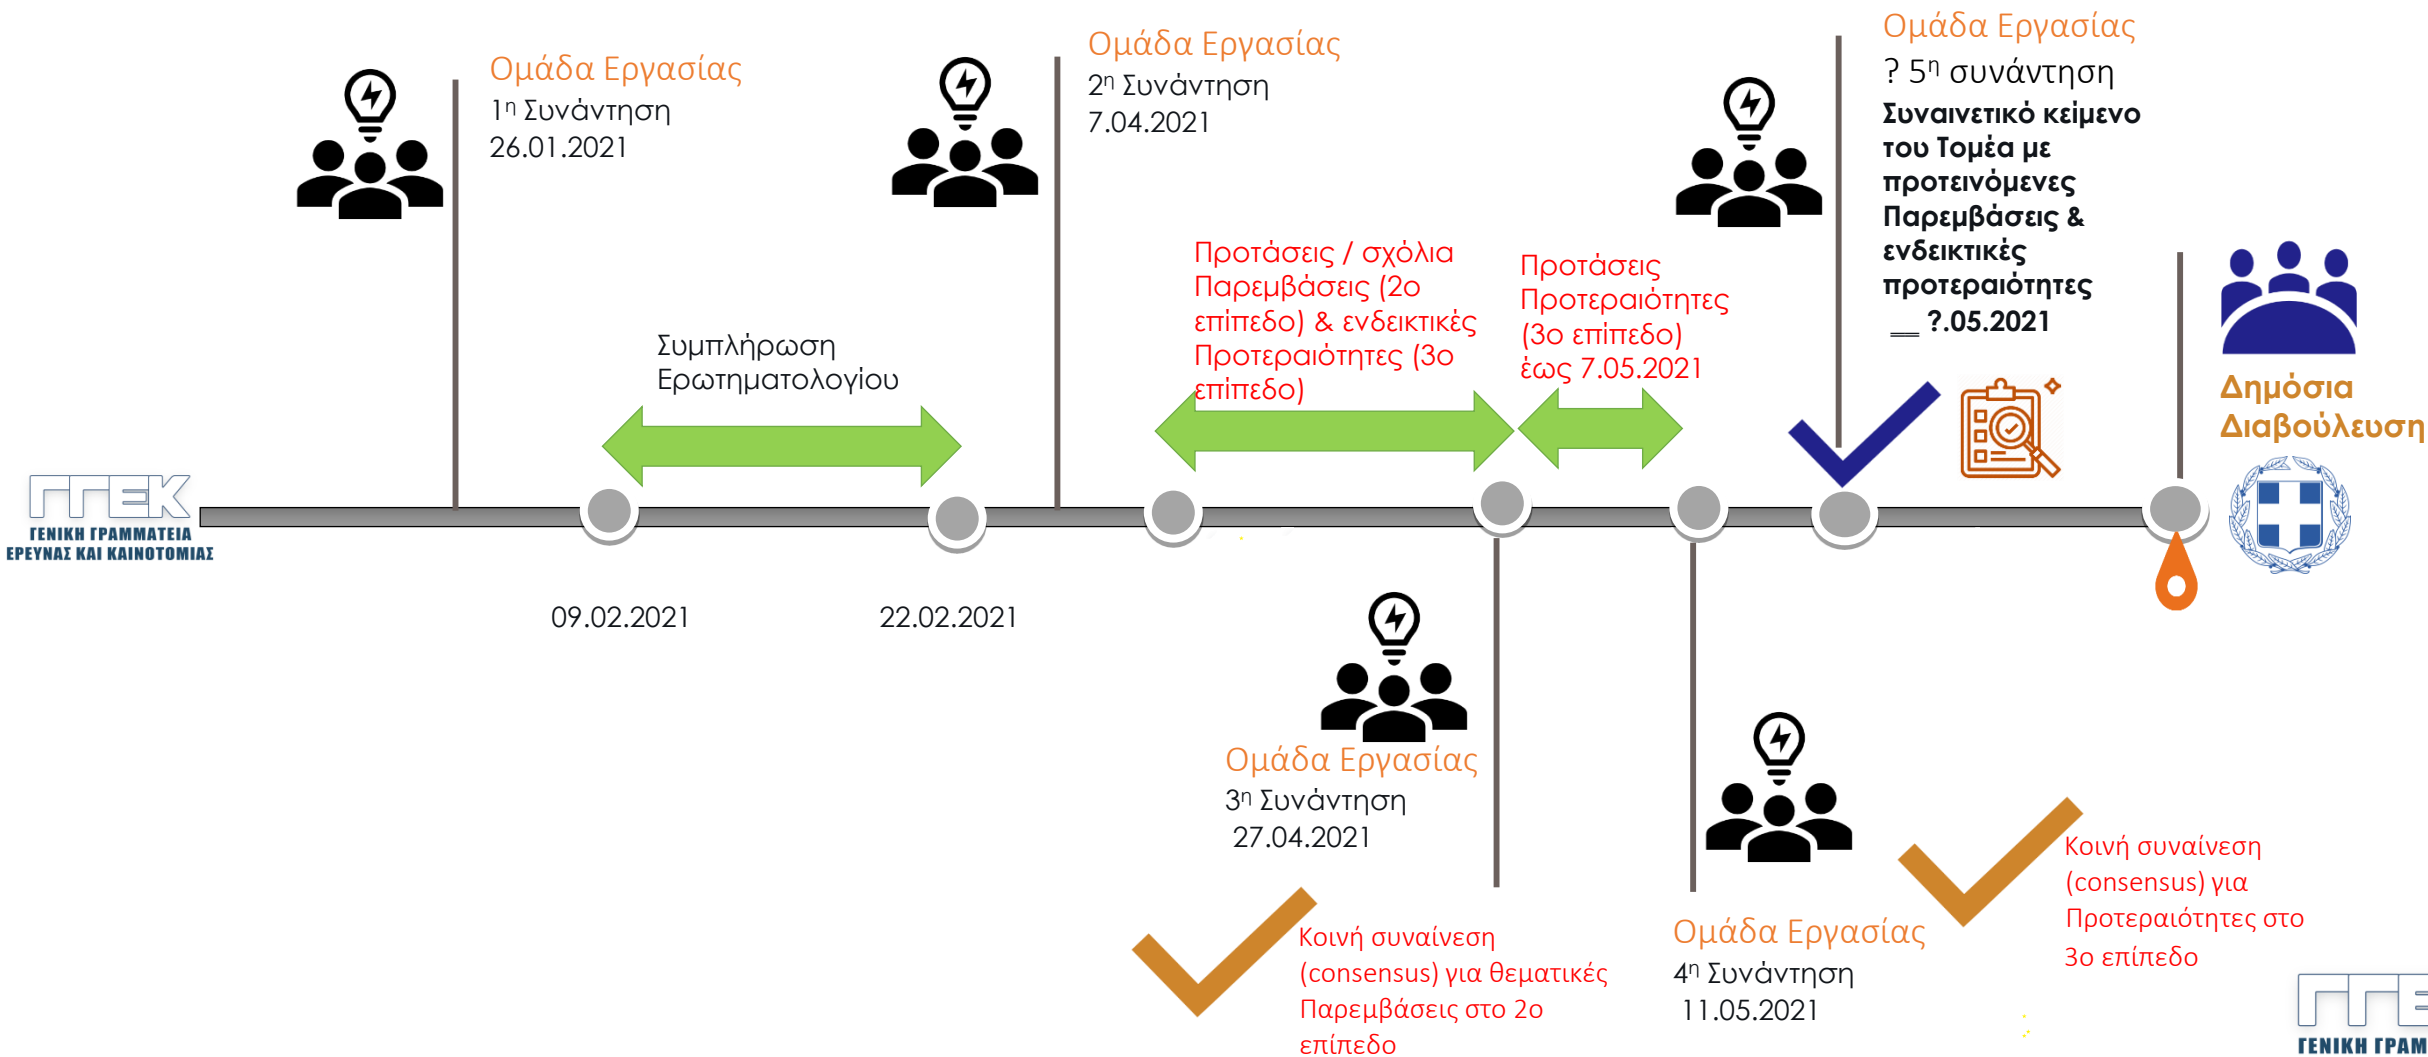 Ομάδα Εργασίας
1η Συνάντηση
26.01.2021
Ομάδα Εργασίας
2η Συνάντηση
7.04.2021
Ομάδα Εργασίας
? 5η συνάντηση
Συναινετικό κείμενο
του Τομέα με
προτεινόμενες
Παρεμβάσεις &
ενδεικτικές
προτεραιότητες
__ ?.05.2021
Συμπλήρωση
Ερωτηματολογίου
Προτάσεις / σχόλια
Παρεμβάσεις (2ο
επίπεδο) & ενδεικτικές
Προτεραιότητες (3ο
επίπεδο)
Προτάσεις
Προτεραιότητες
(3ο επίπεδο)
έως 7.05.2021
Δημόσια
Διαβούλευση
ΓΓΕΚ
ΓΕΝΙΚΗ ΓΡΑΜΜΑΤΕΙΑ
ΕΡΕΥΝΑΣ ΚΑΙ ΚΑΙΝΟΤΟΜΙΑΣ
09.02.2021
22.02.2021
Ομάδα Εργασίας
3η Συνάντηση
27.04.2021
Κοινή συναίνεση
(consensus) για θεματικές
Παρεμβάσεις στο 2ο
επίπεδο
Ομάδα Εργασίας
4η Συνάντηση
11.05.2021
Κοινή συναίνεση
(consensus) για
Προτεραιότητες στο
3ο επίπεδο
ΓΓΕ
ΓΕΝΙΚΗ ΓΡΑΜ